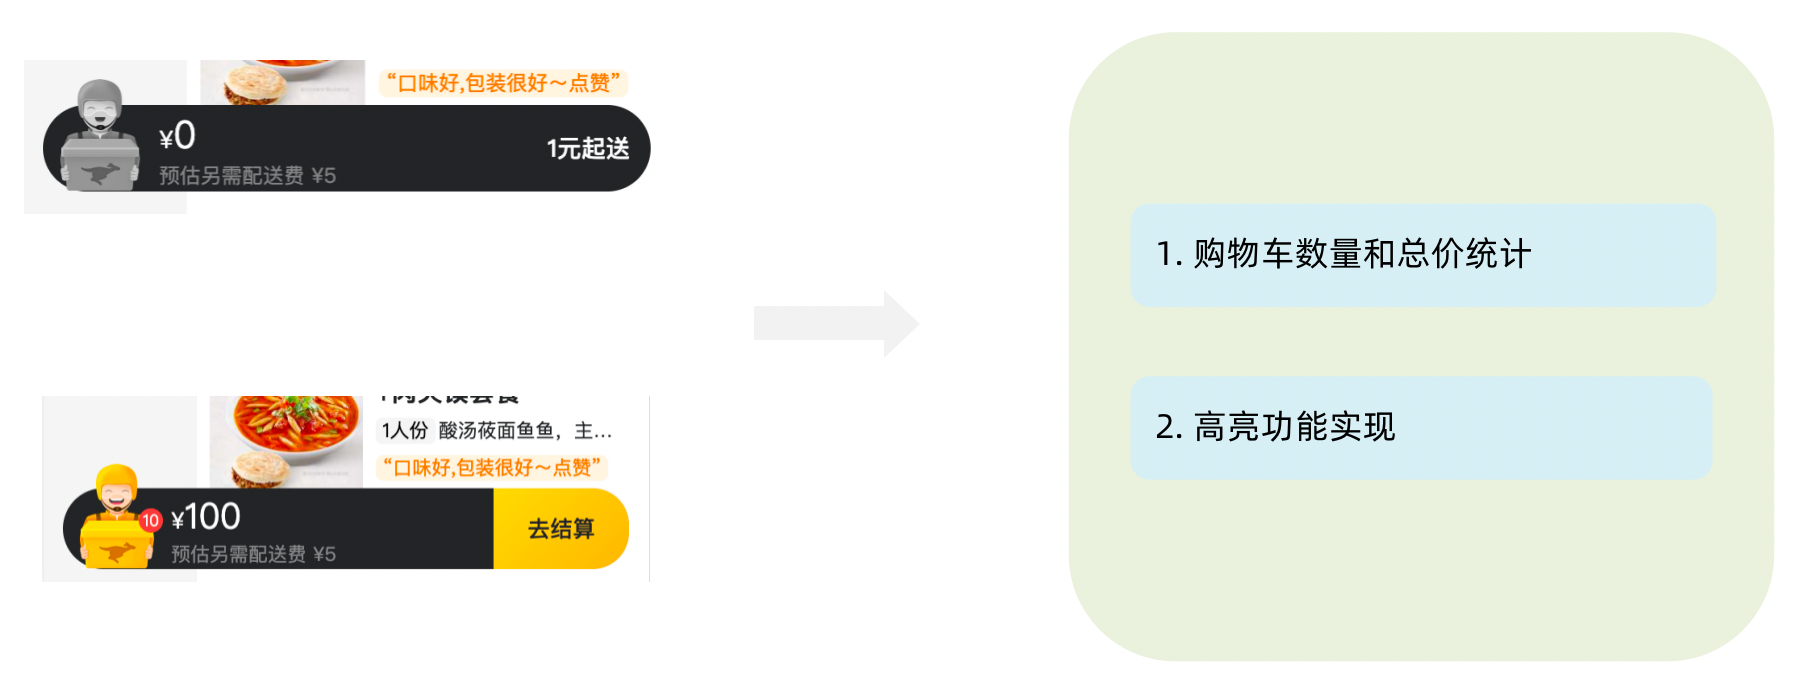 “口味好,包装很好～点赞”
¥0
1元起送
预估另需配送费 ¥5
1人份 酸汤莜面鱼鱼，主...
“口味好,包装很好～点赞”
10
¥100
去结算
预估另需配送费 ¥5
1. 购物车数量和总价统计
2. 高亮功能实现